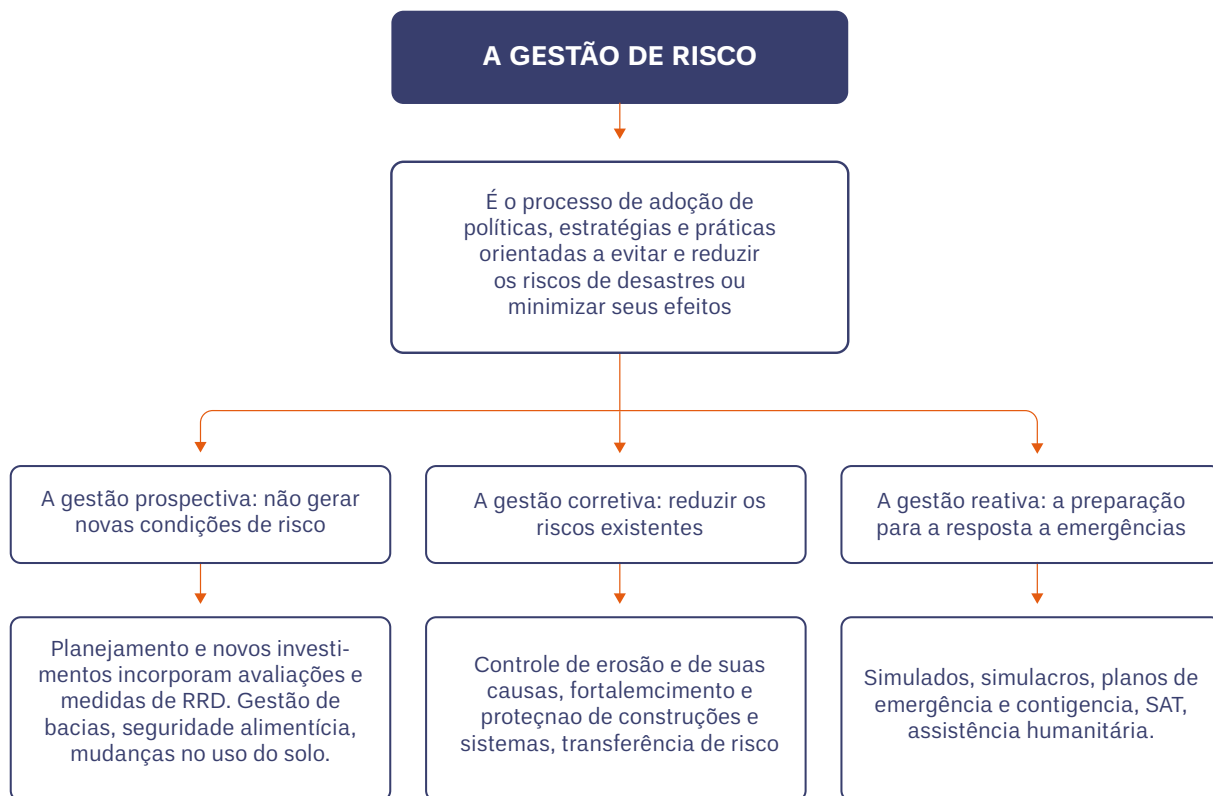 A GESTÃO DE RISCO
É o processo de adoção de
políticas, estratégias e práticas
orientadas a evitar e reduzir
os riscos de desastres ou
minimizar seus efeitos
A gestão prospectiva: não gerar
novas condições de risco
A gestão corretiva: reduzir os
riscos existentes
A gestão reativa: a preparação
para a resposta a emergências
Planejamento e novos investi-
mentos incorporam avaliações e
medidas de RRD. Gestão de
bacias, seguridade alimentícia,
mudanças no uso do solo.
Controle de erosão e de suas
causas, fortalemcimento e
proteçnao de construções e
sistemas, transferência de risco
Simulados, simulacros, planos de
emergência e contigencia, SAT,
assistência humanitária.